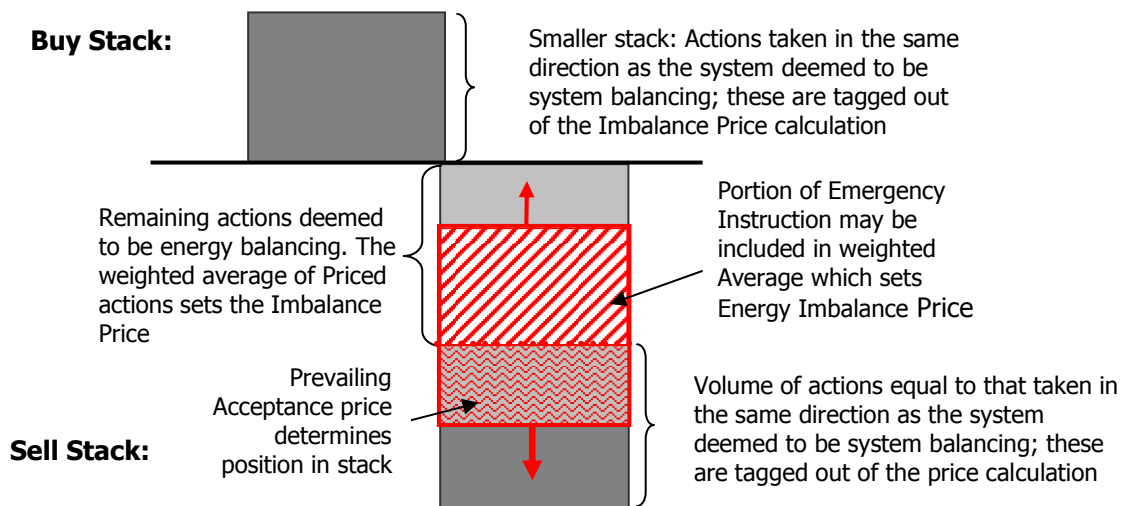 Buy Stack:
Smaller stack: Actions taken in the same
direction as the system deemed to be
system balancing; these are tagged out
of the Imbalance Price calculation
Remaining actions deemed
to be energy balancing. The
weighted average of Priced
actions sets the Imbalance
Price
Portion of Emergency
Instruction may be
included in weighted
Average which sets
Energy Imbalance Price
Prevailing
Acceptance price
determines
position in stack
Volume of actions equal to that taken in
the same direction as the system
deemed to be system balancing; these
are tagged out of the price calculation
Sell Stack: